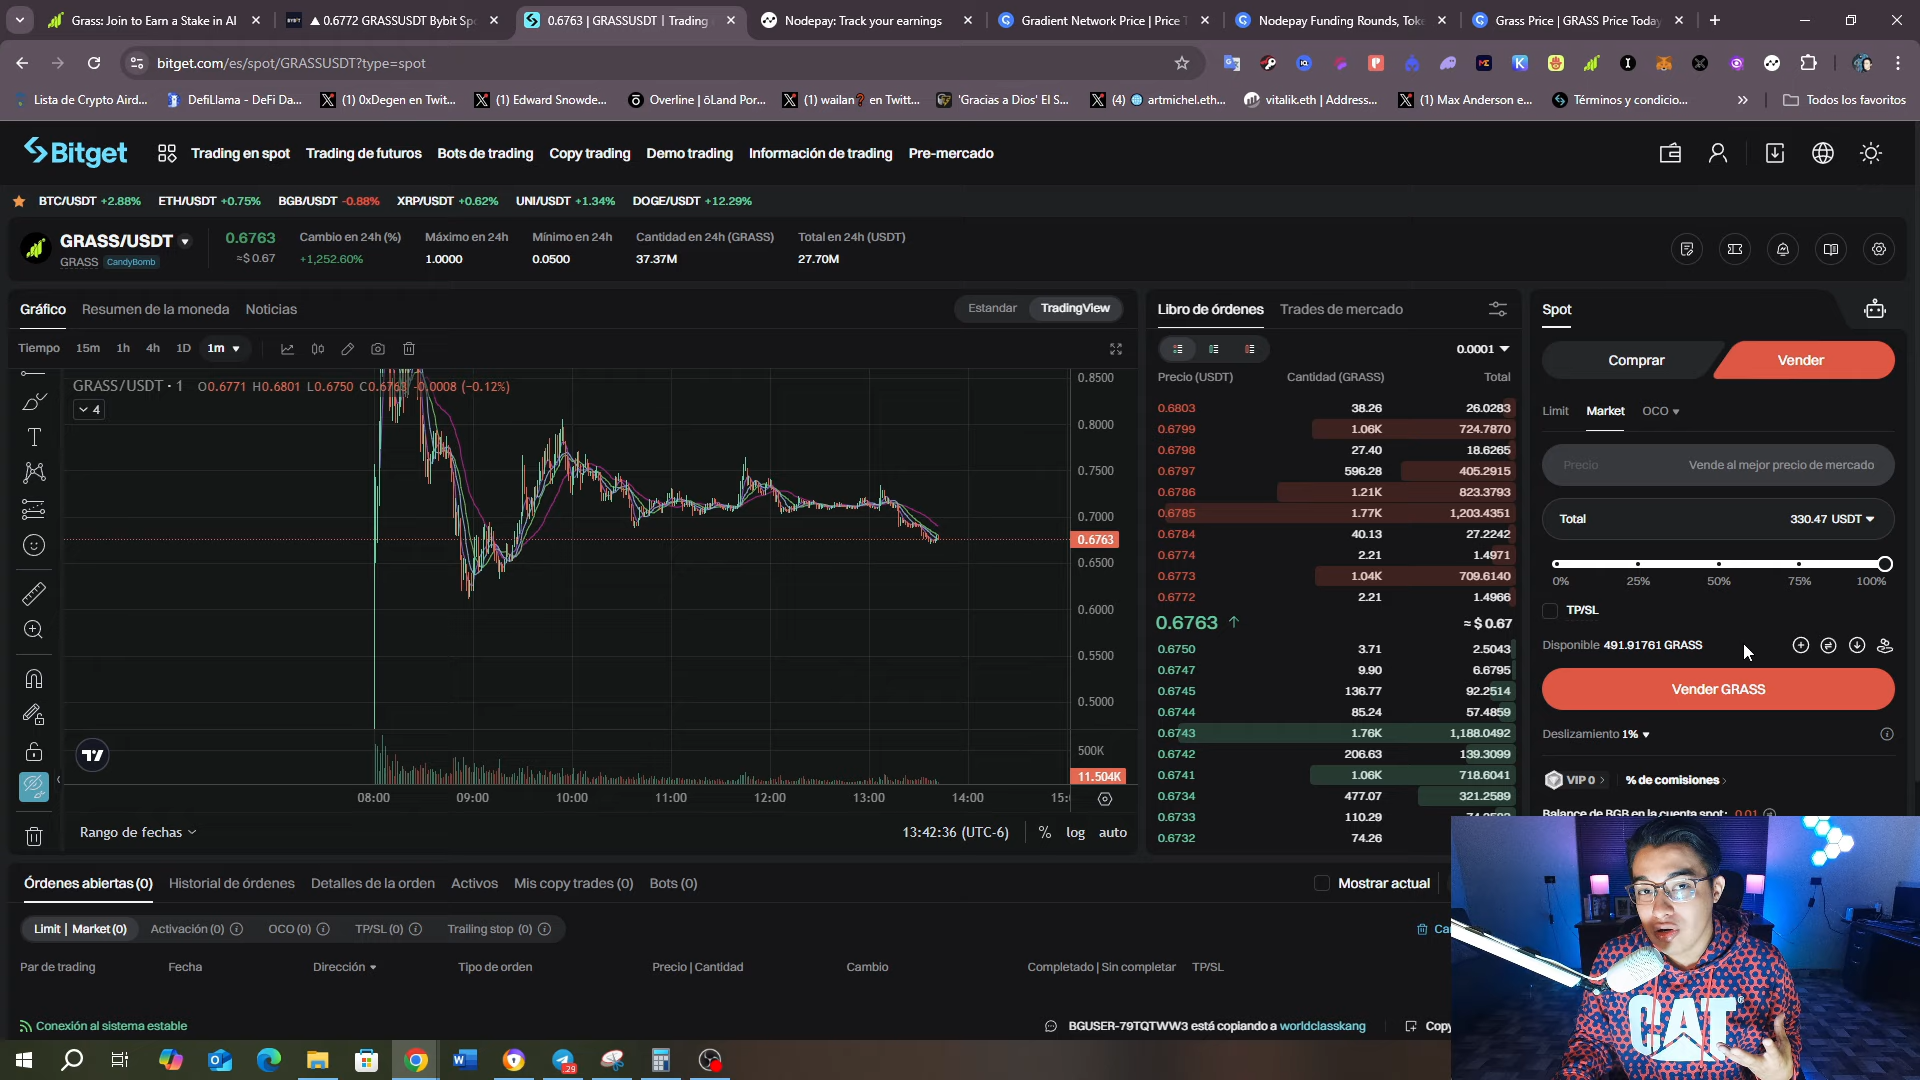 Grass: Join to Earn a Stake in AI
▲ 0.6772 GRASSUSDT Bybit Sp
0.6763 | GRASSUSDT | Trading
Nodepay: Track your earnings
Gradient Network Price | Price T
Nodepay Funding Rounds, Tok
Grass Price | GRASS Price Today
bitget.com/es/spot/GRASSUSDT?type=spot
Lista de Crypto Aird...
DefiLlama - DeFi Da...
(1) 0xDegen en Twit...
(1) Edward Snowde...
Overline | ōLand Por...
(1) wailan❓ en Twitt...
'Gracias a Dios' El S...
(4) 🌐 artmichel.eth...
vitalik.eth | Address...
(1) Max Anderson e...
Términos y condicio...
Todos los favoritos
Bitget
Trading en spot
Trading de futuros
Bots de trading
Copy trading
Demo trading
Información de trading
Pre-mercado
BTC/USDT +2.88%
ETH/USDT +0.75%
BGB/USDT -0.88%
XRP/USDT +0.62%
UNI/USDT +1.34%
DOGE/USDT +12.29%
GRASS/USDT
GRASS
CandyBomb
0.6763
≈$ 0.67
Cambio en 24h (%)
+1,252.60%
Máximo en 24h
1.0000
Mínimo en 24h
0.0500
Cantidad en 24h (GRASS)
37.37M
Total en 24h (USDT)
27.70M
Gráfico
Resumen de la moneda
Noticias
Estandar
TradingView
Tiempo
15m
1h
4h
1D
1m
GRASS/USDT · 1 O0.6771 H0.6801 L0.6750 C0.6763 -0.0008 (−0.12%)
4
0.8500
0.8000
0.7500
0.7000
0.6763
0.6500
0.6000
0.5500
0.5000
500K
11.504K
08:00
09:00
10:00
11:00
12:00
13:00
14:00
15:
Rango de fechas
13:42:36 (UTC-6)
%
log
auto
Libro de órdenes
Trades de mercado
0.0001
Precio (USDT) Cantidad (GRASS) Total
0.6803 38.26 26.0283
0.6799 1.06K 724.7870
0.6798 27.40 18.6265
0.6797 596.28 405.2915
0.6786 1.21K 823.3793
0.6785 1.77K 1,203.4351
0.6784 40.13 27.2242
0.6774 2.21 1.4971
0.6773 1.04K 709.6140
0.6772 2.21 1.4966
0.6763 ↑ ≈ $ 0.67
0.6750 3.71 2.5043
0.6747 9.90 6.6795
0.6745 136.77 92.2514
0.6744 85.24 57.4859
0.6743 1.76K 1,188.0492
0.6742 206.63 139.3099
0.6741 1.06K 718.6041
0.6734 477.07 321.2589
0.6733 110.29
0.6732 74.26
Spot
Comprar
Vender
Limit
Market
OCO
Precio
Vende al mejor precio de mercado
Total
330.47 USDT
0%
25%
50%
75%
100%
TP/SL
Disponible 491.91761 GRASS
Vender GRASS
Deslizamiento 1%
VIP 0
% de comisiones
Balance de BGB en la cuenta spot: 0.01
Órdenes abiertas (0)
Historial de órdenes
Detalles de la orden
Activos
Mis copy trades (0)
Bots (0)
Mostrar actual
Limit | Market (0)
Activación (0)
OCO (0)
TP/SL (0)
Trailing stop (0)
Ca
Par de trading
Fecha
Dirección
Tipo de orden
Precio | Cantidad
Cambio
Completado | Sin completar
TP/SL
Conexión al sistema estable
BGUSER-79TQTWW3 está copiando a worldclasskang
Copy
CAT
29